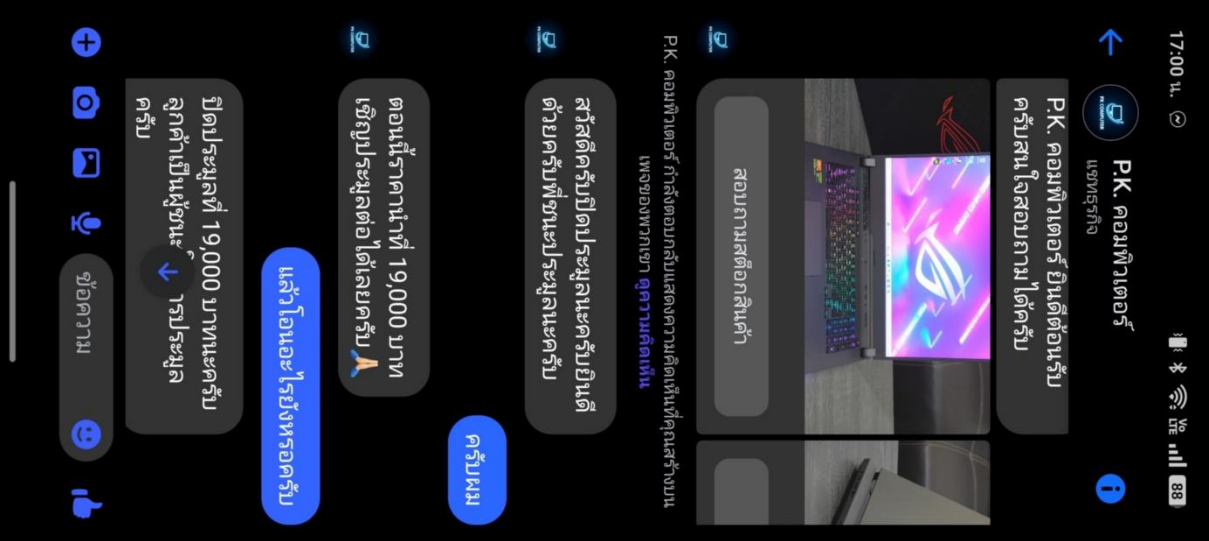 17:00 น.
Vo
LTE
88
PK COMPUTER
P.K. คอมพิวเตอร์
แชทธุรกิจ
P.K. คอมพิวเตอร์ ยินดีต้อนรับ
ครับสนใจสอบถามได้ครับ
สอบถามสต็อกสินค้า
P.K. คอมพิวเตอร์ กำลังตอบกลับแสดงความคิดเห็นที่คุณสร้างบน
เพจของพวกเขา ดูความคิดเห็น
สวัสดีครับปิดประมูลนะครับยินดี
ด้วยครับพี่ชนะประมูลนะครับ
ครับผม
ตอนนี้ราคานำที่ 19,000 บาท
เชิญประมูลต่อได้เลยครับ🙏🏻
แล้วโอนอะไรยังหรอครับ
ปิดประมูลที่ 19,000 บาทนะครับ
ลูกค้าเป็นผู้ชนะ ารประมูล
ครับ
ข้อความ